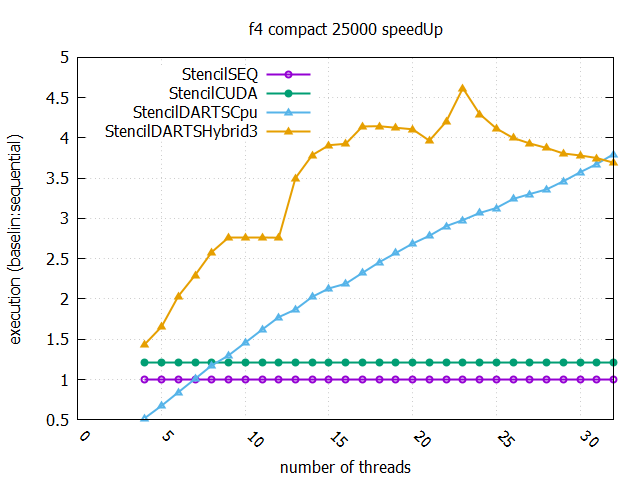 f4 compact 25000 speedUp
StencilSEQ
StencilCUDA
StencilDARTSCpu
StencilDARTSHybrid3
execution (baselin:sequential)
5
4.5
4
3.5
3
2.5
2
1.5
1
0.5
0 5 10 15 20 25 30
number of threads